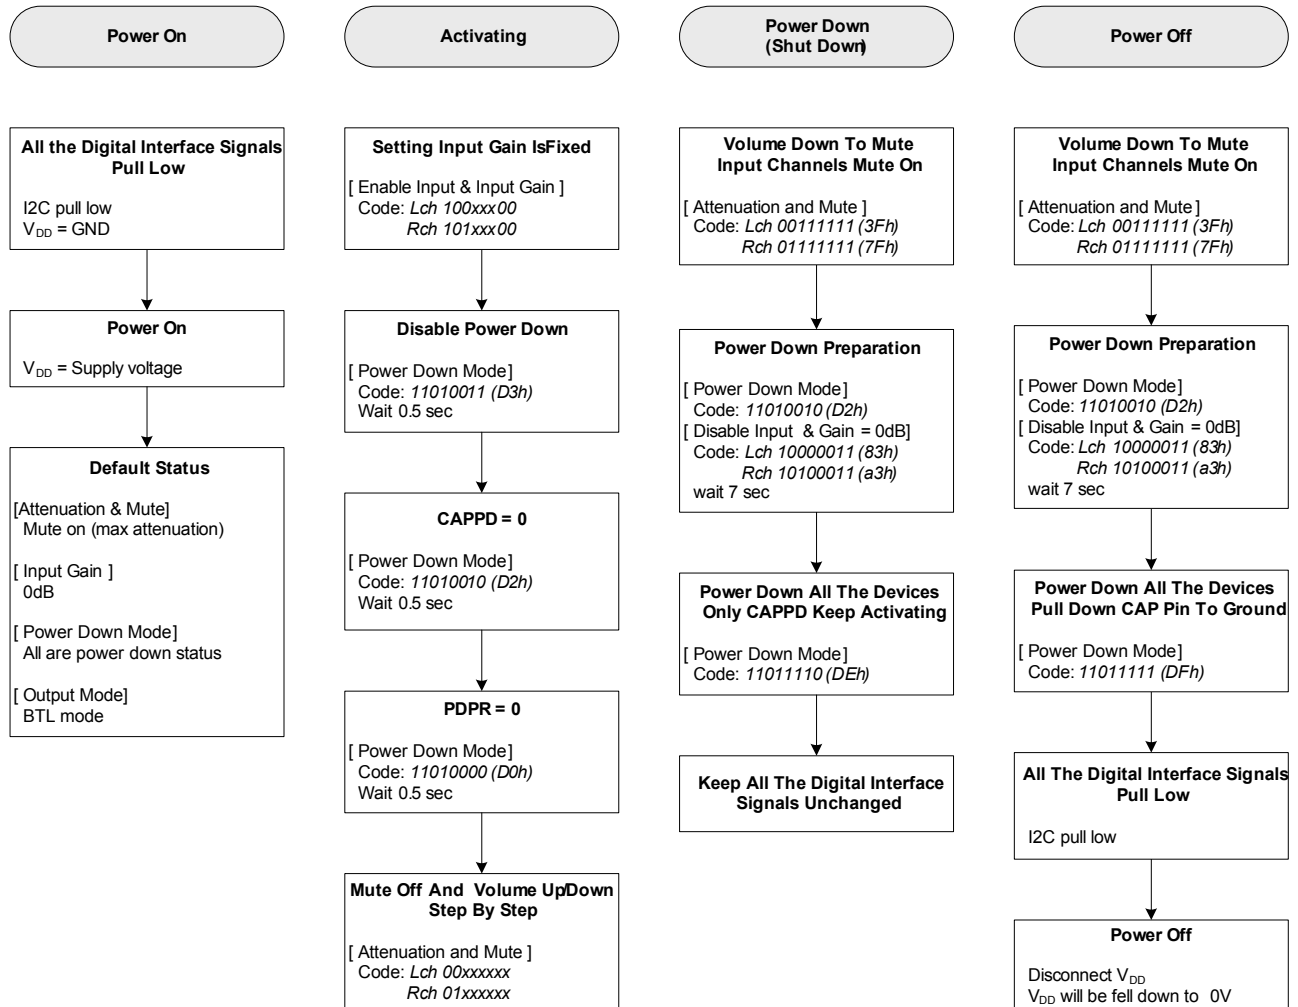 Power On
All the Digital Interface Signals
Pull Low
I2C pull low
VDD = GND
Power On
VDD = Supply voltage
Default Status
[Attenuation & Mute]
Mute on (max attenuation)
[ Input Gain ]
0dB
[ Power Down Mode]
All are power down status
[ Output Mode]
BTL mode
Activating
Setting Input Gain IsFixed
[ Enable Input & Input Gain ]
Code: Lch 100xxx00
Rch 101xxx00
Disable Power Down
[ Power Down Mode]
Code: 11010011 (D3h)
Wait 0.5 sec
CAPPD = 0
[ Power Down Mode]
Code: 11010010 (D2h)
Wait 0.5 sec
PDPR = 0
[ Power Down Mode]
Code: 11010000 (D0h)
Wait 0.5 sec
Mute Off And Volume Up/Down
Step By Step
[ Attenuation and Mute ]
Code: Lch 00xxxxxx
Rch 01xxxxxx
Power Down
(Shut Down)
Volume Down To Mute
Input Channels Mute On
[ Attenuation and Mute ]
Code: Lch 00111111 (3Fh)
Rch 01111111 (7Fh)
Power Down Preparation
[ Power Down Mode]
Code: 11010010 (D2h)
[ Disable Input & Gain = 0dB]
Code: Lch 10000011 (83h)
Rch 10100011 (a3h)
wait 7 sec
Power Down All The Devices
Only CAPPD Keep Activating
[ Power Down Mode]
Code: 11011110 (DEh)
Keep All The Digital Interface
Signals Unchanged
Power Off
Volume Down To Mute
Input Channels Mute On
[ Attenuation and Mute ]
Code: Lch 00111111 (3Fh)
Rch 01111111 (7Fh)
Power Down Preparation
[ Power Down Mode]
Code: 11010010 (D2h)
[ Disable Input & Gain = 0dB]
Code: Lch 10000011 (83h)
Rch 10100011 (a3h)
wait 7 sec
Power Down All The Devices
Pull Down CAP Pin To Ground
[ Power Down Mode]
Code: 11011111 (DFh)
All The Digital Interface Signals
Pull Low
I2C pull low
Power Off
Disconnect VDD
VDD will be fell down to 0V